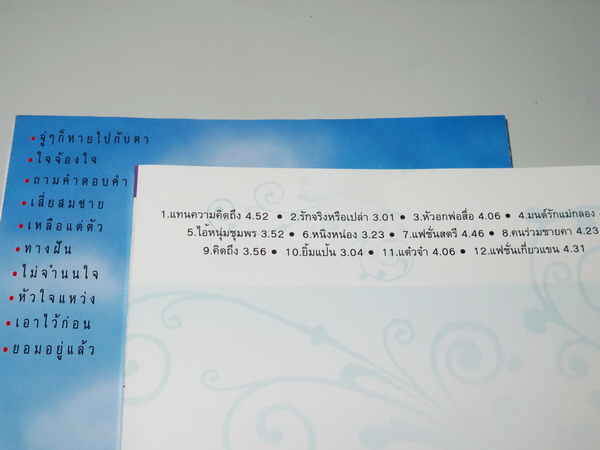 •จู่ๆก็หายไปกับตา
•ใจจ้องใจ
•ถามคำตอบคำ
•เสี่ยสมชาย
•เหลือแต่ตัว
•ทางฝัน
•ไม่จำนนใจ
•หัวใจแหว่ง
•เอาไว้ก่อน
•ยอมอยู่แล้ว
1.แทนความคิดถึง 4.52 • 2.รักจริงหรือเปล่า 3.01 • 3.หัวอกพ่อสื่อ 4.06 • 4.มนต์รักแม่กลอง
5.ไอ้หนุ่มชุมพร 3.52 • 6.หนิงหน่อง 3.23 • 7.แฟชั่นสตรี 4.46 • 8.คนร่วมชายคา 4.23
9.คิดถึง 3.56 • 10.ยิ้มแป้น 3.04 • 11.แต๋วจ๋า 4.06 • 12.แฟชั่นเกี่ยวแขน 4.31